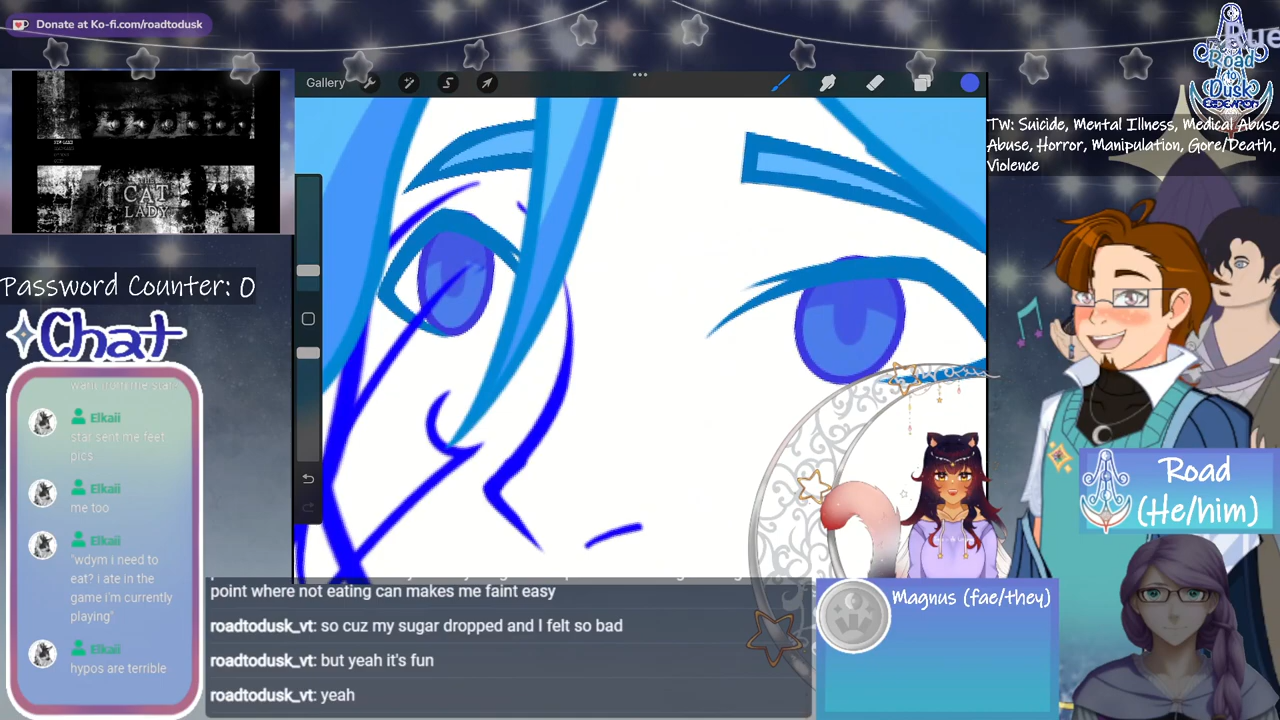 Donate at Ko-fi.com/roadtodusk
Gallery
CAT
LADY
Road
to
Dusk
Tw: Suicide, Mental Illness, Medical Abuse
Abuse, Horror, Manipulation, Gore/Death,
Violence
Password Counter: 0
Chat
Elkaii
star sent me feet
pics
Elkaii
me too
Elkaii
"wdym i need to
eat? i ate in the
game i'm currently
playing"
Elkaii
hypos are terrible
point where not eating can makes me faint easy
roadtodusk_vt: so cuz my sugar dropped and I felt so bad
roadtodusk_vt: but yeah it's fun
roadtodusk_vt: yeah
Road
(He/him)
Magnus (fae/they)